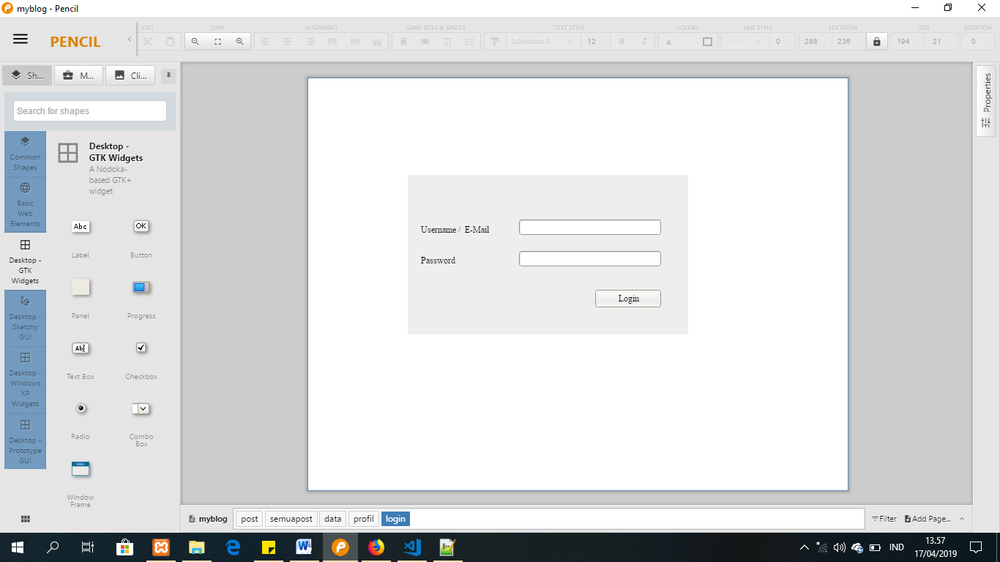 myblog - Pencil
PENCIL
EDIT
100%
ALIGNMENT
SAME SIZES & SPACES
TEXT STYLE
COLORS
LINE STYLE
LOCATION
SIZE
ROTATION
Liberation S...
12
B
I
A
0
288
236
194
21
0
Sh...
M...
Cli...
Search for shapes
Common
Shapes
Basic
Web
Elements
Desktop -
GTK
Widgets
Desktop -
Sketchy
GUI
Desktop -
Windows
XP
Widgets
Desktop -
Prototype
GUI
Desktop -
GTK Widgets
A Nodoka-
based GTK+
widget
Abc
OK
Label
Button
Panel
Progress
Abc
Text Box
Checkbox
Radio
Combo
Box
Window
Frame
Username / E-Mail
Password
Login
Properties
myblog
post
semuapost
data
profil
login
Filter
Add Page...
IND
13.57
17/04/2019